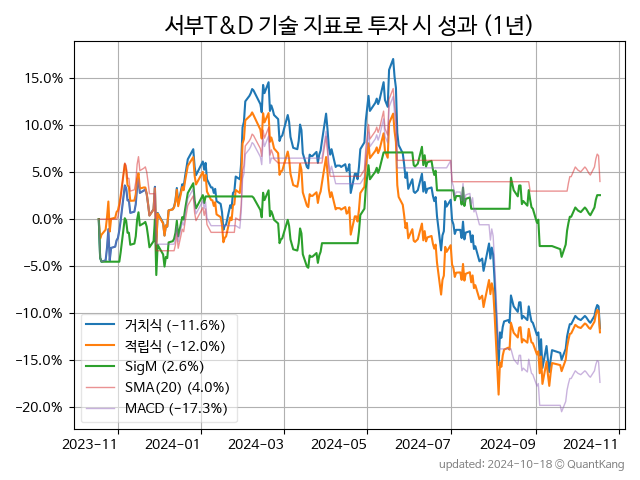 서부T&D 기술 지표로 투자 시 성과 (1년)
15.0%
10.0%
5.0%
0.0%
−5.0%
−10.0%
−15.0%
−20.0%
거치식 (−11.6%)
적립식 (−12.0%)
SigM (2.6%)
SMA(20) (4.0%)
MACD (−17.3%)
2023−11 2024−01 2024−03 2024−05 2024−07 2024−09 2024−11
updated: 2024-10-18 © QuantKang